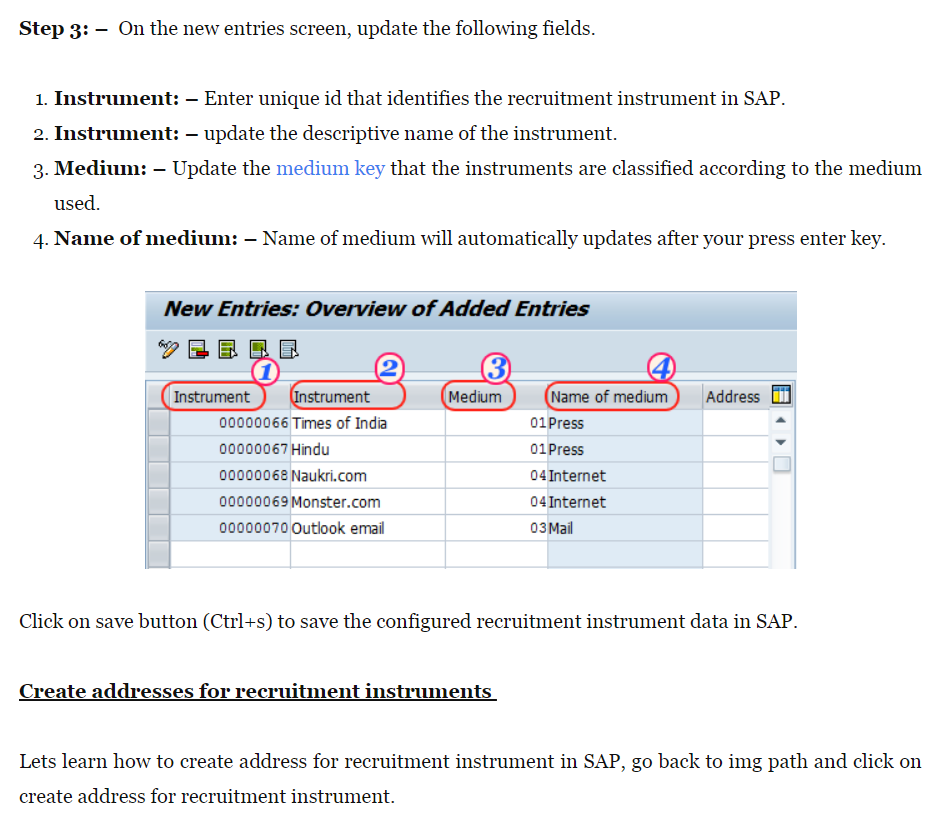 Step 3: – On the new entries screen, update the following fields.
1. Instrument: – Enter unique id that identifies the recruitment instrument in SAP.
2. Instrument: – update the descriptive name of the instrument.
3. Medium: – Update the medium key that the instruments are classified according to the medium
used.
4. Name of medium: – Name of medium will automatically updates after your press enter key.
New Entries: Overview of Added Entries
1 2 3 4
Instrument Instrument Medium Name of medium Address
00000066 Times of India 01 Press
00000067 Hindu 01 Press
00000068 Naukri.com 04 Internet
00000069 Monster.com 04 Internet
00000070 Outlook email 03 Mail
Click on save button (Ctrl+s) to save the configured recruitment instrument data in SAP.
Create addresses for recruitment instruments
Lets learn how to create address for recruitment instrument in SAP, go back to img path and click on
create address for recruitment instrument.